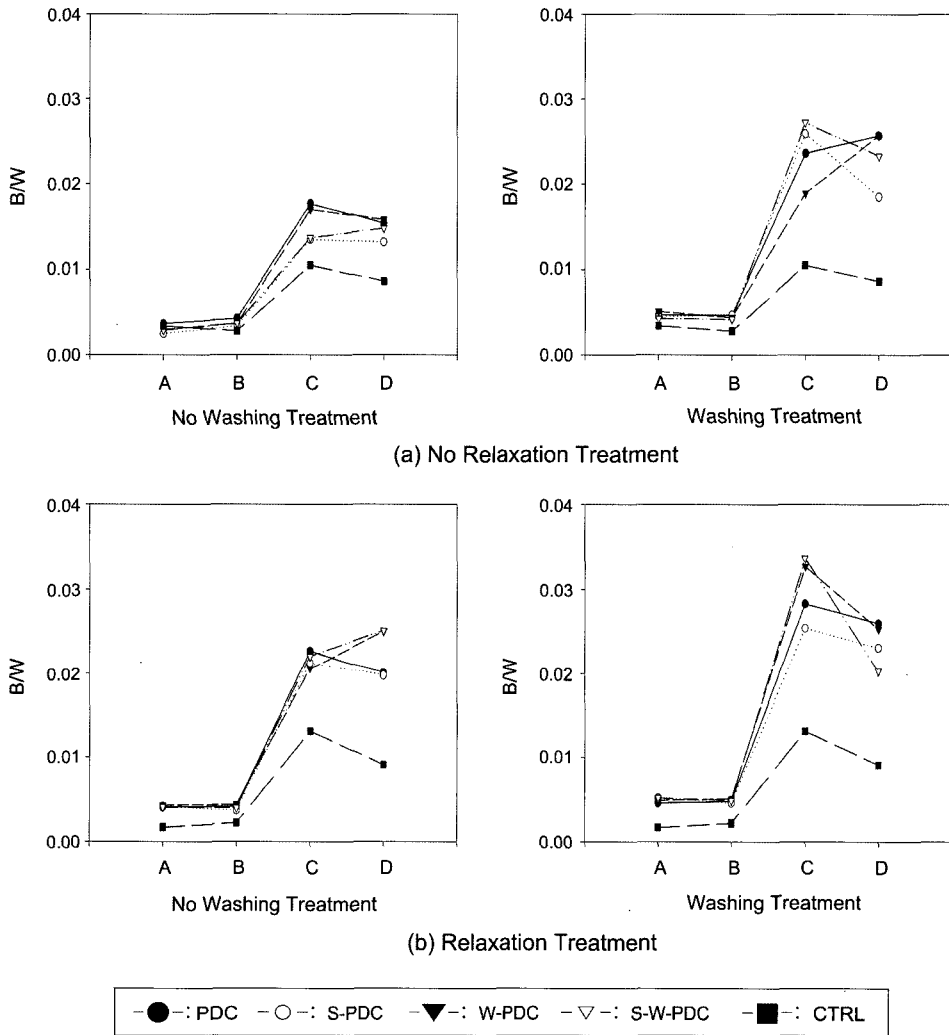 0.04
0.03
0.02
0.01
0.00
B/W
A B C D
No Washing Treatment
0.04
0.03
0.02
0.01
0.00
B/W
A B C D
Washing Treatment
(a) No Relaxation Treatment
0.04
0.03
0.02
0.01
0.00
B/W
A B C D
No Washing Treatment
0.04
0.03
0.02
0.01
0.00
B/W
A B C D
Washing Treatment
(b) Relaxation Treatment
: PDC : S-PDC : W-PDC : S-W-PDC : CTRL